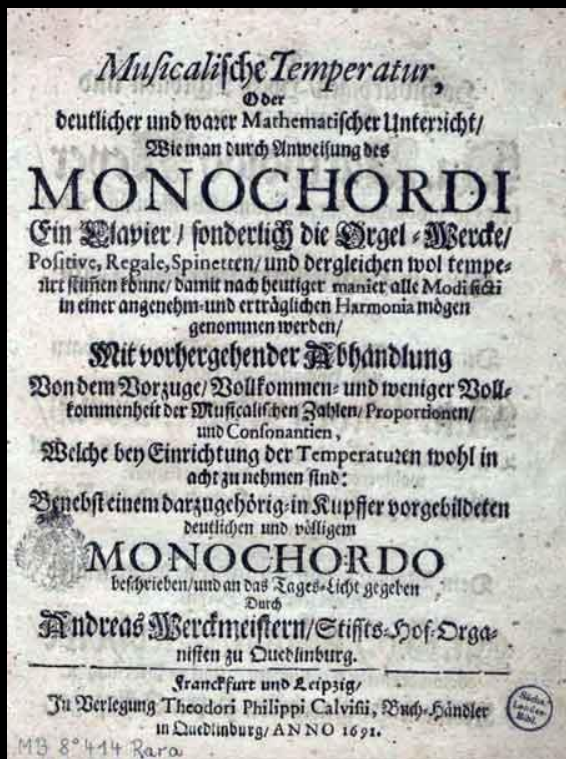 Musicalische Temperatur,
Oder
deutlicher und warer Mathematischer Unterricht/
Wie man durch Anweisung des
MONOCHORDI
Ein Clavier/ sonderlich die Orgel-Wercke/
Positive, Regale, Spinetten/ und dergleichen wol tempe-
rirt stimmen könne/ damit nach heutiger manier alle Modi ficti
in einer angenehm- und erträglichen Harmonia mögen
genommen werden/
Mit vorhergehender Abhandlung
Von dem Vorzuge/ Vollkommen- und weniger Voll-
kommenheit der Musicalischen Zahlen/ Proportionen/
und Consonantien,
Welche bey Einrichtung der Temperaturen wohl in
acht zu nehmen sind:
Benebst einem darzugehörig- in Kupffer vorgebildeten
deutlichen und völligem
MONOCHORDO
beschrieben/ und an das Tages-Licht gegeben
Durch
Andreas Werckmeistern/ Stiffts-Hof-Orga-
nisten zu Quedlinburg.
Franckfurt und Leipzig/
In Verlegung Theodori Philippi Calvisii, Buch-Händler
in Quedlinburg/ ANNO 1691.
Sächs.
Landes-
Bibl.
MB 8° 414 Rara